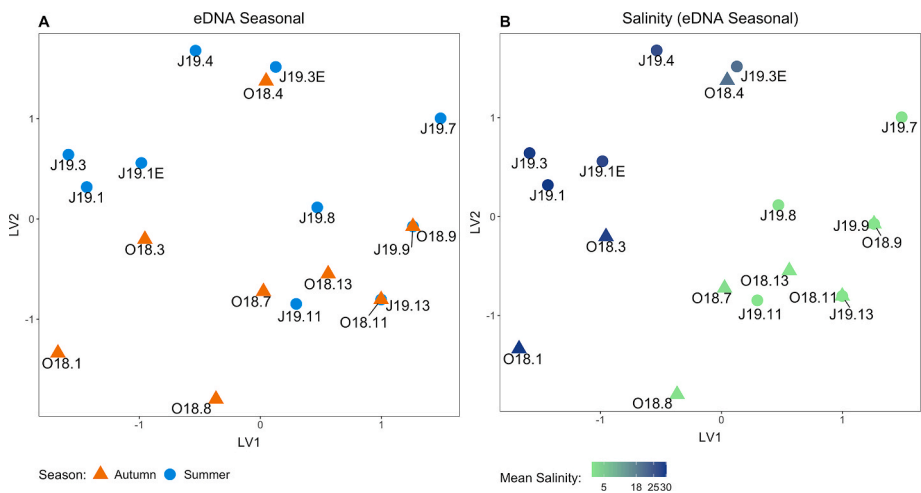 A eDNA Seasonal
J19.4
J19.3E
O18.4
J19.7
J19.3
J19.1E
J19.1
J19.8
O18.3
J19.9
O18.9
O18.13
O18.7
J19.11
J19.13
O18.11
O18.1
O18.8
1
0
-1
LV2
-1 0 1
LV1
Season: Autumn Summer
B Salinity (eDNA Seasonal)
J19.4
J19.3E
O18.4
J19.7
J19.3
J19.1E
J19.1
J19.8
J19.9
O18.9
O18.3
O18.13
O18.7
O18.11
J19.11
J19.13
O18.1
O18.8
1
0
-1
LV2
-1 0 1
LV1
Mean Salinity:
5 18 25 30